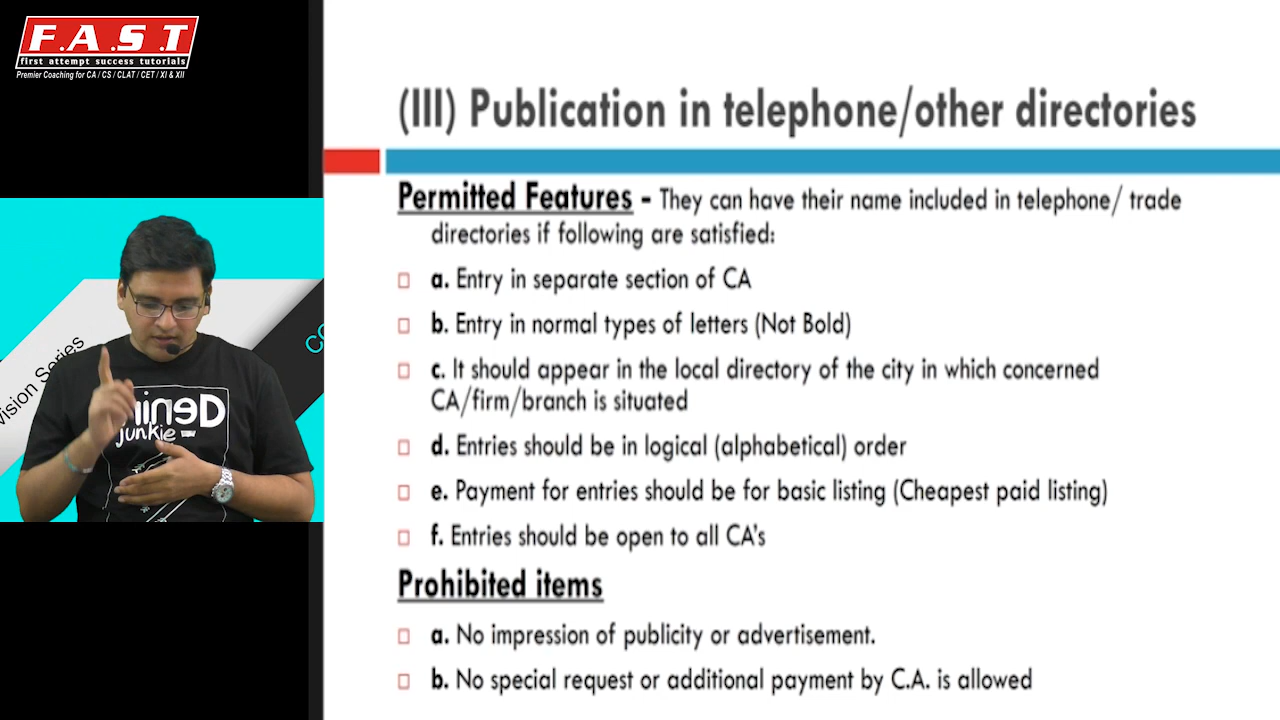 F.A.S.T
first attempt success tutorials
Premier Coaching for CA / CS / CLAT / CET / XI & XII
(III) Publication in telephone/other directories
Permitted Features - They can have their name included in telephone/ trade
directories if following are satisfied:
a. Entry in separate section of CA
b. Entry in normal types of letters (Not Bold)
c. It should appear in the local directory of the city in which concerned
CA/firm/branch is situated
d. Entries should be in logical (alphabetical) order
e. Payment for entries should be for basic listing (Cheapest paid listing)
f. Entries should be open to all CA's
Prohibited items
a. No impression of publicity or advertisement.
b. No special request or additional payment by C.A. is allowed
vision Series
junkie